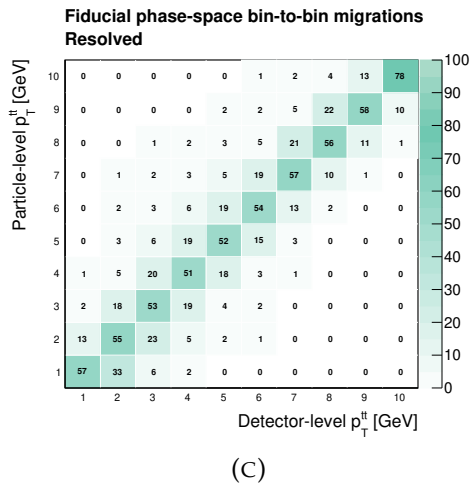 Fiducial phase-space bin-to-bin migrations
Resolved
Particle-level p_T^{tt} [GeV]
10 0 0 0 0 0 1 2 4 13 78
9 0 0 0 0 2 2 5 22 58 10
8 0 0 1 2 3 5 21 56 11 1
7 0 1 2 3 5 19 57 10 1 0
6 0 2 3 6 19 54 13 2 0 0
5 0 3 6 19 52 15 3 0 0 0
4 1 5 20 51 18 3 1 0 0 0
3 2 18 53 19 4 2 0 0 0 0
2 13 55 23 5 2 1 0 0 0 0
1 57 33 6 2 0 0 0 0 0 0
1 2 3 4 5 6 7 8 9 10
Detector-level p_T^{tt} [GeV]
100
90
80
70
60
50
40
30
20
10
0
(C)